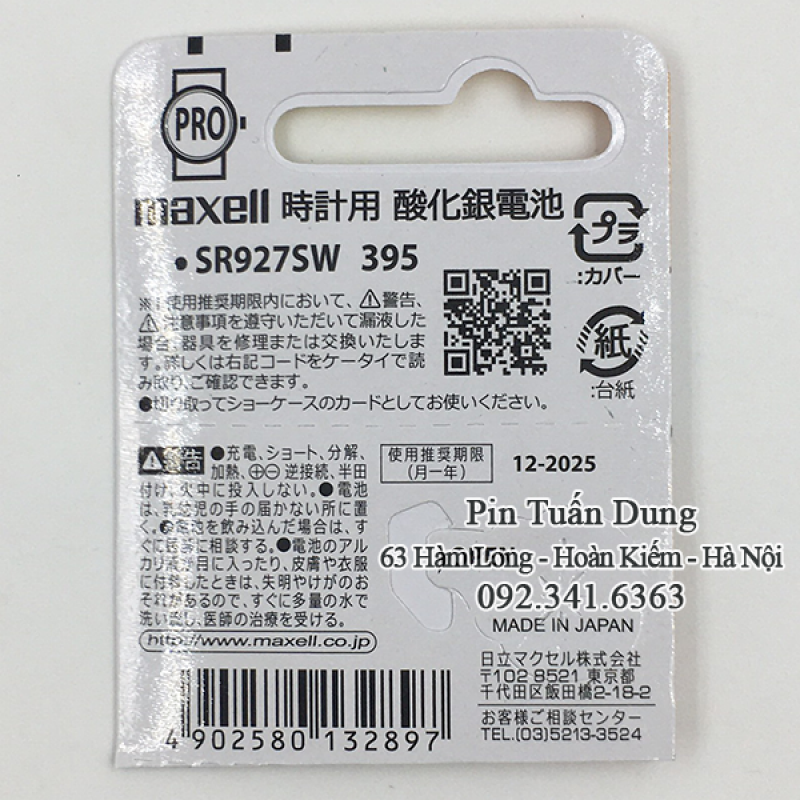 PRO
maxell 時計用 酸化銀電池
・SR927SW 395
プラ
:カバー
※1 使用推奨期限内において、⚠警告、
⚠注意事項を遵守いただいて漏液した
場合、器具を修理または交換いたしま
す。詳しくは右記コードをケータイで読
み取り、ご確認できます。
●切り取ってショーケースのカードとしてお使いください。
紙
:台紙
⚠警告 ●充電、ショート、分解、
加熱、⊕⊖逆接続、半田
付け、火中に投入しない。●電池
は、乳幼児の手の届かない所に置
く。●電池を飲み込んだ場合は、す
ぐに医師に相談する。●電池のアル
カリ液が目に入ったり、皮膚や衣服
に付着したときは、失明やけがのお
それがあるので、すぐに多量の水で
洗い流し、医師の治療を受ける。
http://www.maxell.co.jp
使用推奨期限
(月一年)
12-2025
Pin Tuấn Dung
63 Hàm Long - Hoàn Kiếm - Hà Nội
092.341.6363
MADE IN JAPAN
日立マクセル株式会社
〒102 8521 東京都
千代田区飯田橋2-18-2
お客様ご相談センター
TEL.(03)5213-3524
4 902580 132897